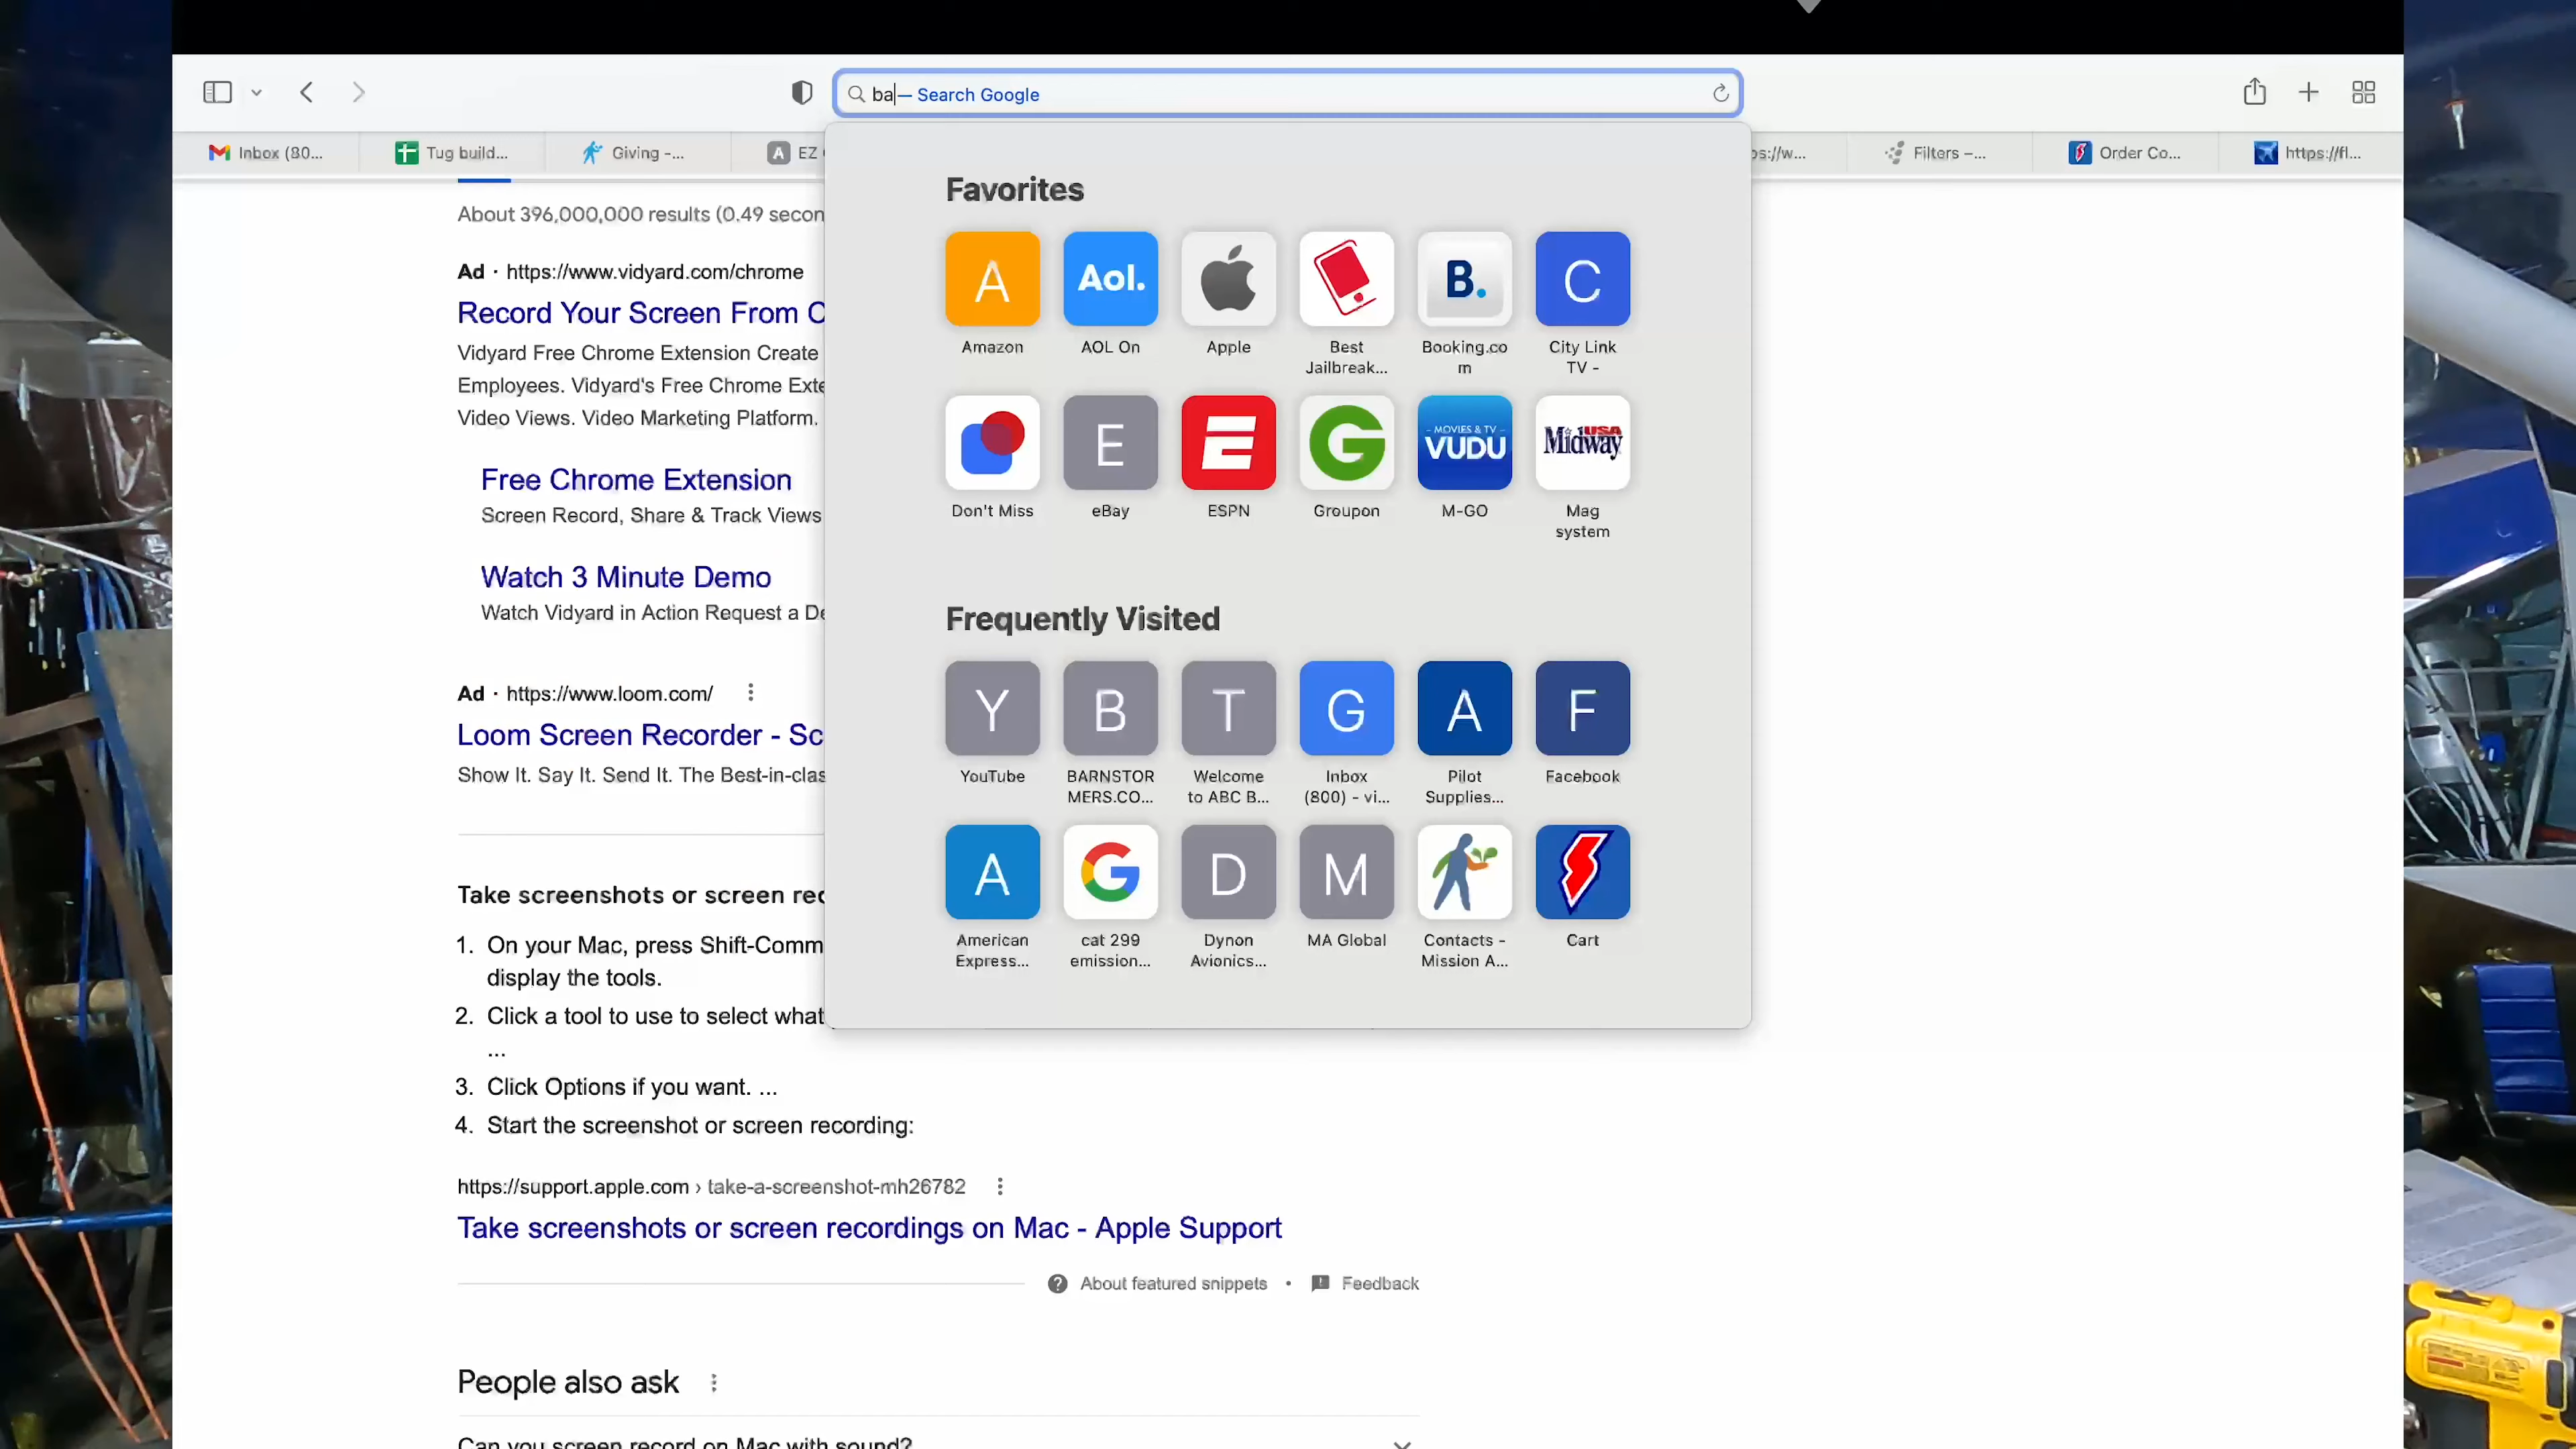 ba — Search Google
Inbox (80...
Tug build...
Giving -...
A EZ
os://w...
Filters –...
Order Co...
https://fl...
About 396,000,000 results (0.49 secon
Ad · https://www.vidyard.com/chrome
Record Your Screen From C
Vidyard Free Chrome Extension Create
Employees. Vidyard's Free Chrome Exte
Video Views. Video Marketing Platform.
Free Chrome Extension
Screen Record, Share & Track Views
Watch 3 Minute Demo
Watch Vidyard in Action Request a De
Ad · https://www.loom.com/
Loom Screen Recorder - Sc
Show It. Say It. Send It. The Best-in-clas
Take screenshots or screen rec
1. On your Mac, press Shift-Comm
display the tools.
2. Click a tool to use to select what
...
3. Click Options if you want. ...
4. Start the screenshot or screen recording:
https://support.apple.com › take-a-screenshot-mh26782
Take screenshots or screen recordings on Mac - Apple Support
About featured snippets • Feedback
People also ask
Can you screen record on Mac with sound?
Favorites
A Aol. B. C
Amazon
AOL On
Apple
Best
Jailbreak...
Booking.co
m
City Link
TV -
E E G MOVIES & TV VUDU Midway USA
Don't Miss
eBay
ESPN
Groupon
M-GO
Mag
system
Frequently Visited
Y B T G A F
YouTube
BARNSTOR
MERS.CO...
Welcome
to ABC B...
Inbox
(800) - vi...
Pilot
Supplies...
Facebook
A G D M
American
Express...
cat 299
emission...
Dynon
Avionics...
MA Global
Contacts -
Mission A...
Cart